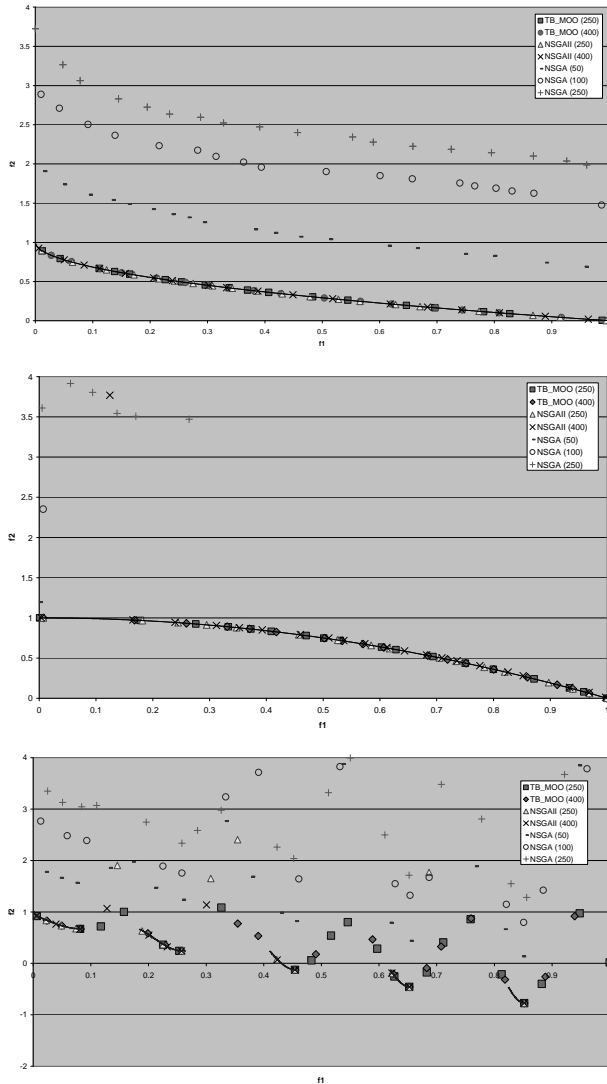 4
3.5
3
2.5
2
1.5
1
0.5
0
f2
0 0.1 0.2 0.3 0.4 0.5 0.6 0.7 0.8 0.9 1
f1
TB_MOO (250)
TB_MOO (400)
NSGAII (250)
NSGAII (400)
NSGA (50)
NSGA (100)
NSGA (250)
4
3.5
3
2.5
2
1.5
1
0.5
0
f2
0 0.1 0.2 0.3 0.4 0.5 0.6 0.7 0.8 0.9 1
f1
TB_MOO (250)
TB_MOO (400)
NSGAII (250)
NSGAII (400)
NSGA (50)
NSGA (100)
NSGA (250)
4
3
2
1
0
-1
-2
f2
0 0.1 0.2 0.3 0.4 0.5 0.6 0.7 0.8 0.9 1
f1
TB_MOO (250)
TB_MOO (400)
NSGAII (250)
NSGAII (400)
NSGA (50)
NSGA (100)
NSGA (250)